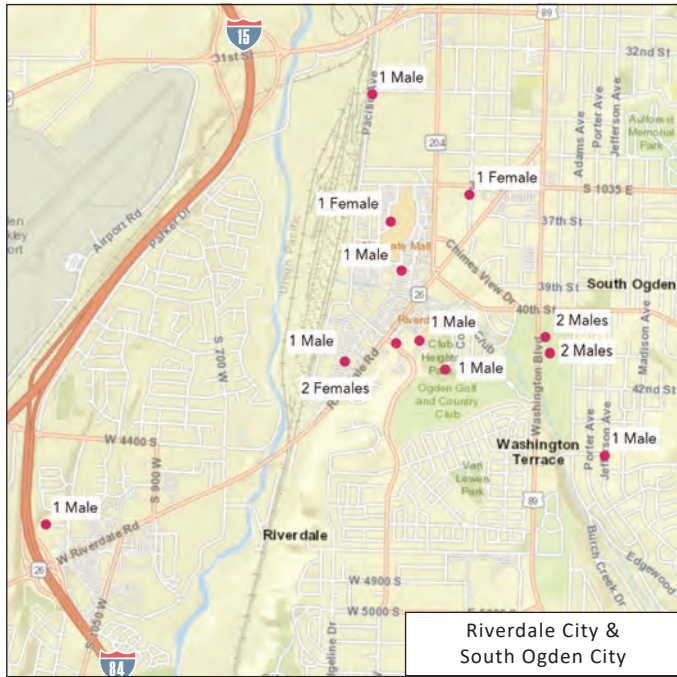 15
31st St
89
32nd St
1 Male
Pacific Ave
Adams Ave
Porter Ave
Jefferson Ave
Aultorest
Memorial
Park
204
1 Female
S 1035 E
Airport Rd
Parker Dr
1 Female
37th St
Union Pacific
1 Male
Chimes View Dr
39th St
South Ogden
26
40th St
2 Males
1 Male
1 Male
2 Males
Madison Ave
S 700 W
2 Females
Club
1 Male
Washington Blvd
42nd St
Ogden Golf
and Country
Club
W 4400 S
S 900 W
Washington
Terrace
Porter Ave
Jefferson Ave
1 Male
Van
Lewen
Park
1 Male
89
W Riverdale Rd
Riverdale
26
Burch Creek Dr
Edgewood
W 4900 S
W 5000 S
S 1050 W
84
Riverdale City &
South Ogden City